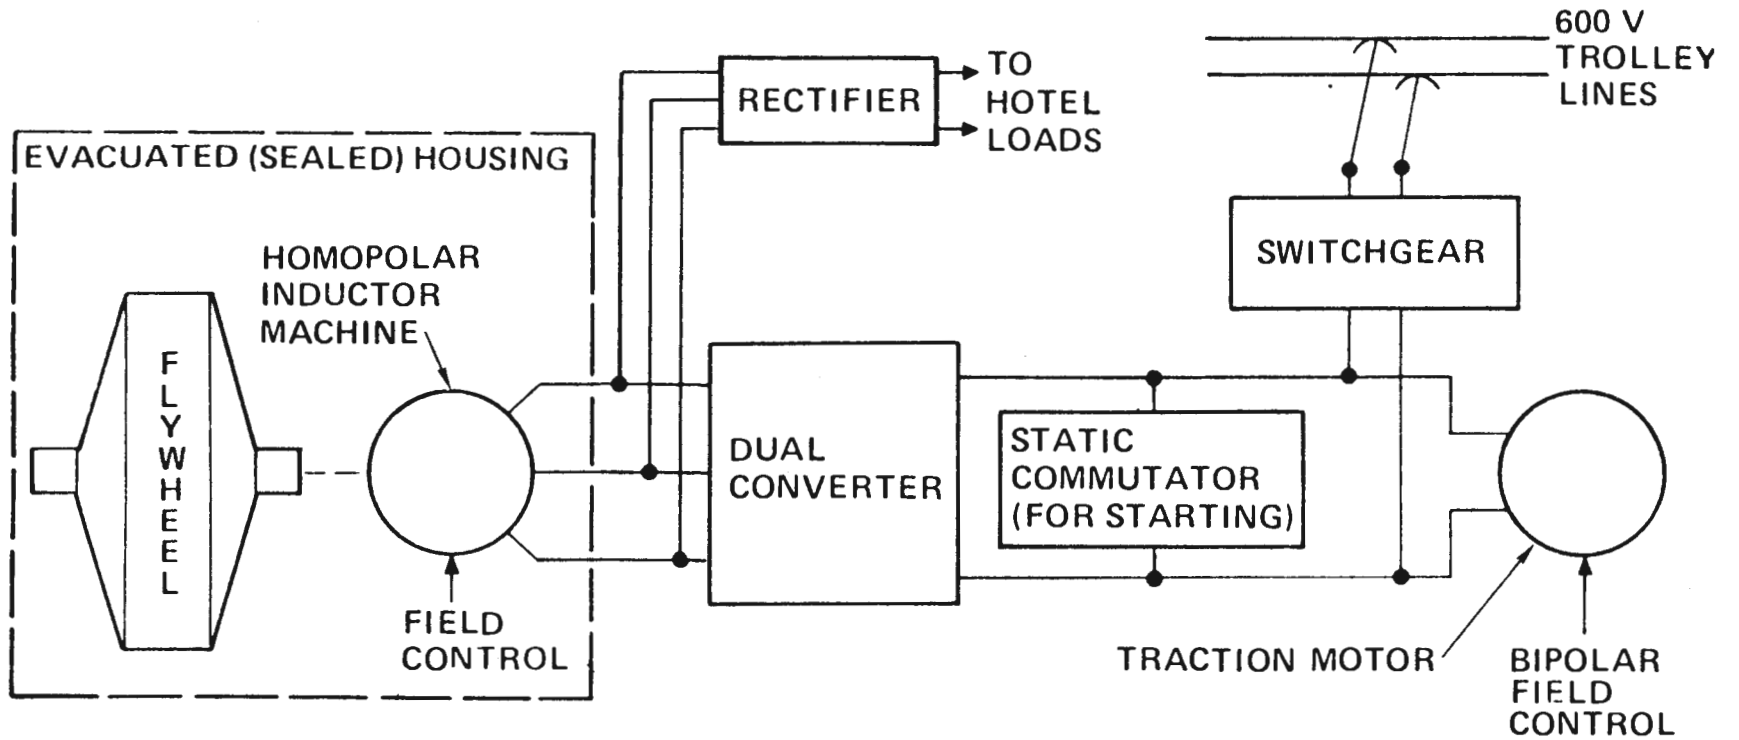 600 V
TROLLEY
LINES
TO
HOTEL
LOADS
RECTIFIER
EVACUATED (SEALED) HOUSING
SWITCHGEAR
HOMOPOLAR
INDUCTOR
MACHINE
FLYWHEEL
DUAL
CONVERTER
STATIC
COMMUTATOR
(FOR STARTING)
FIELD
CONTROL
TRACTION MOTOR
BIPOLAR
FIELD
CONTROL